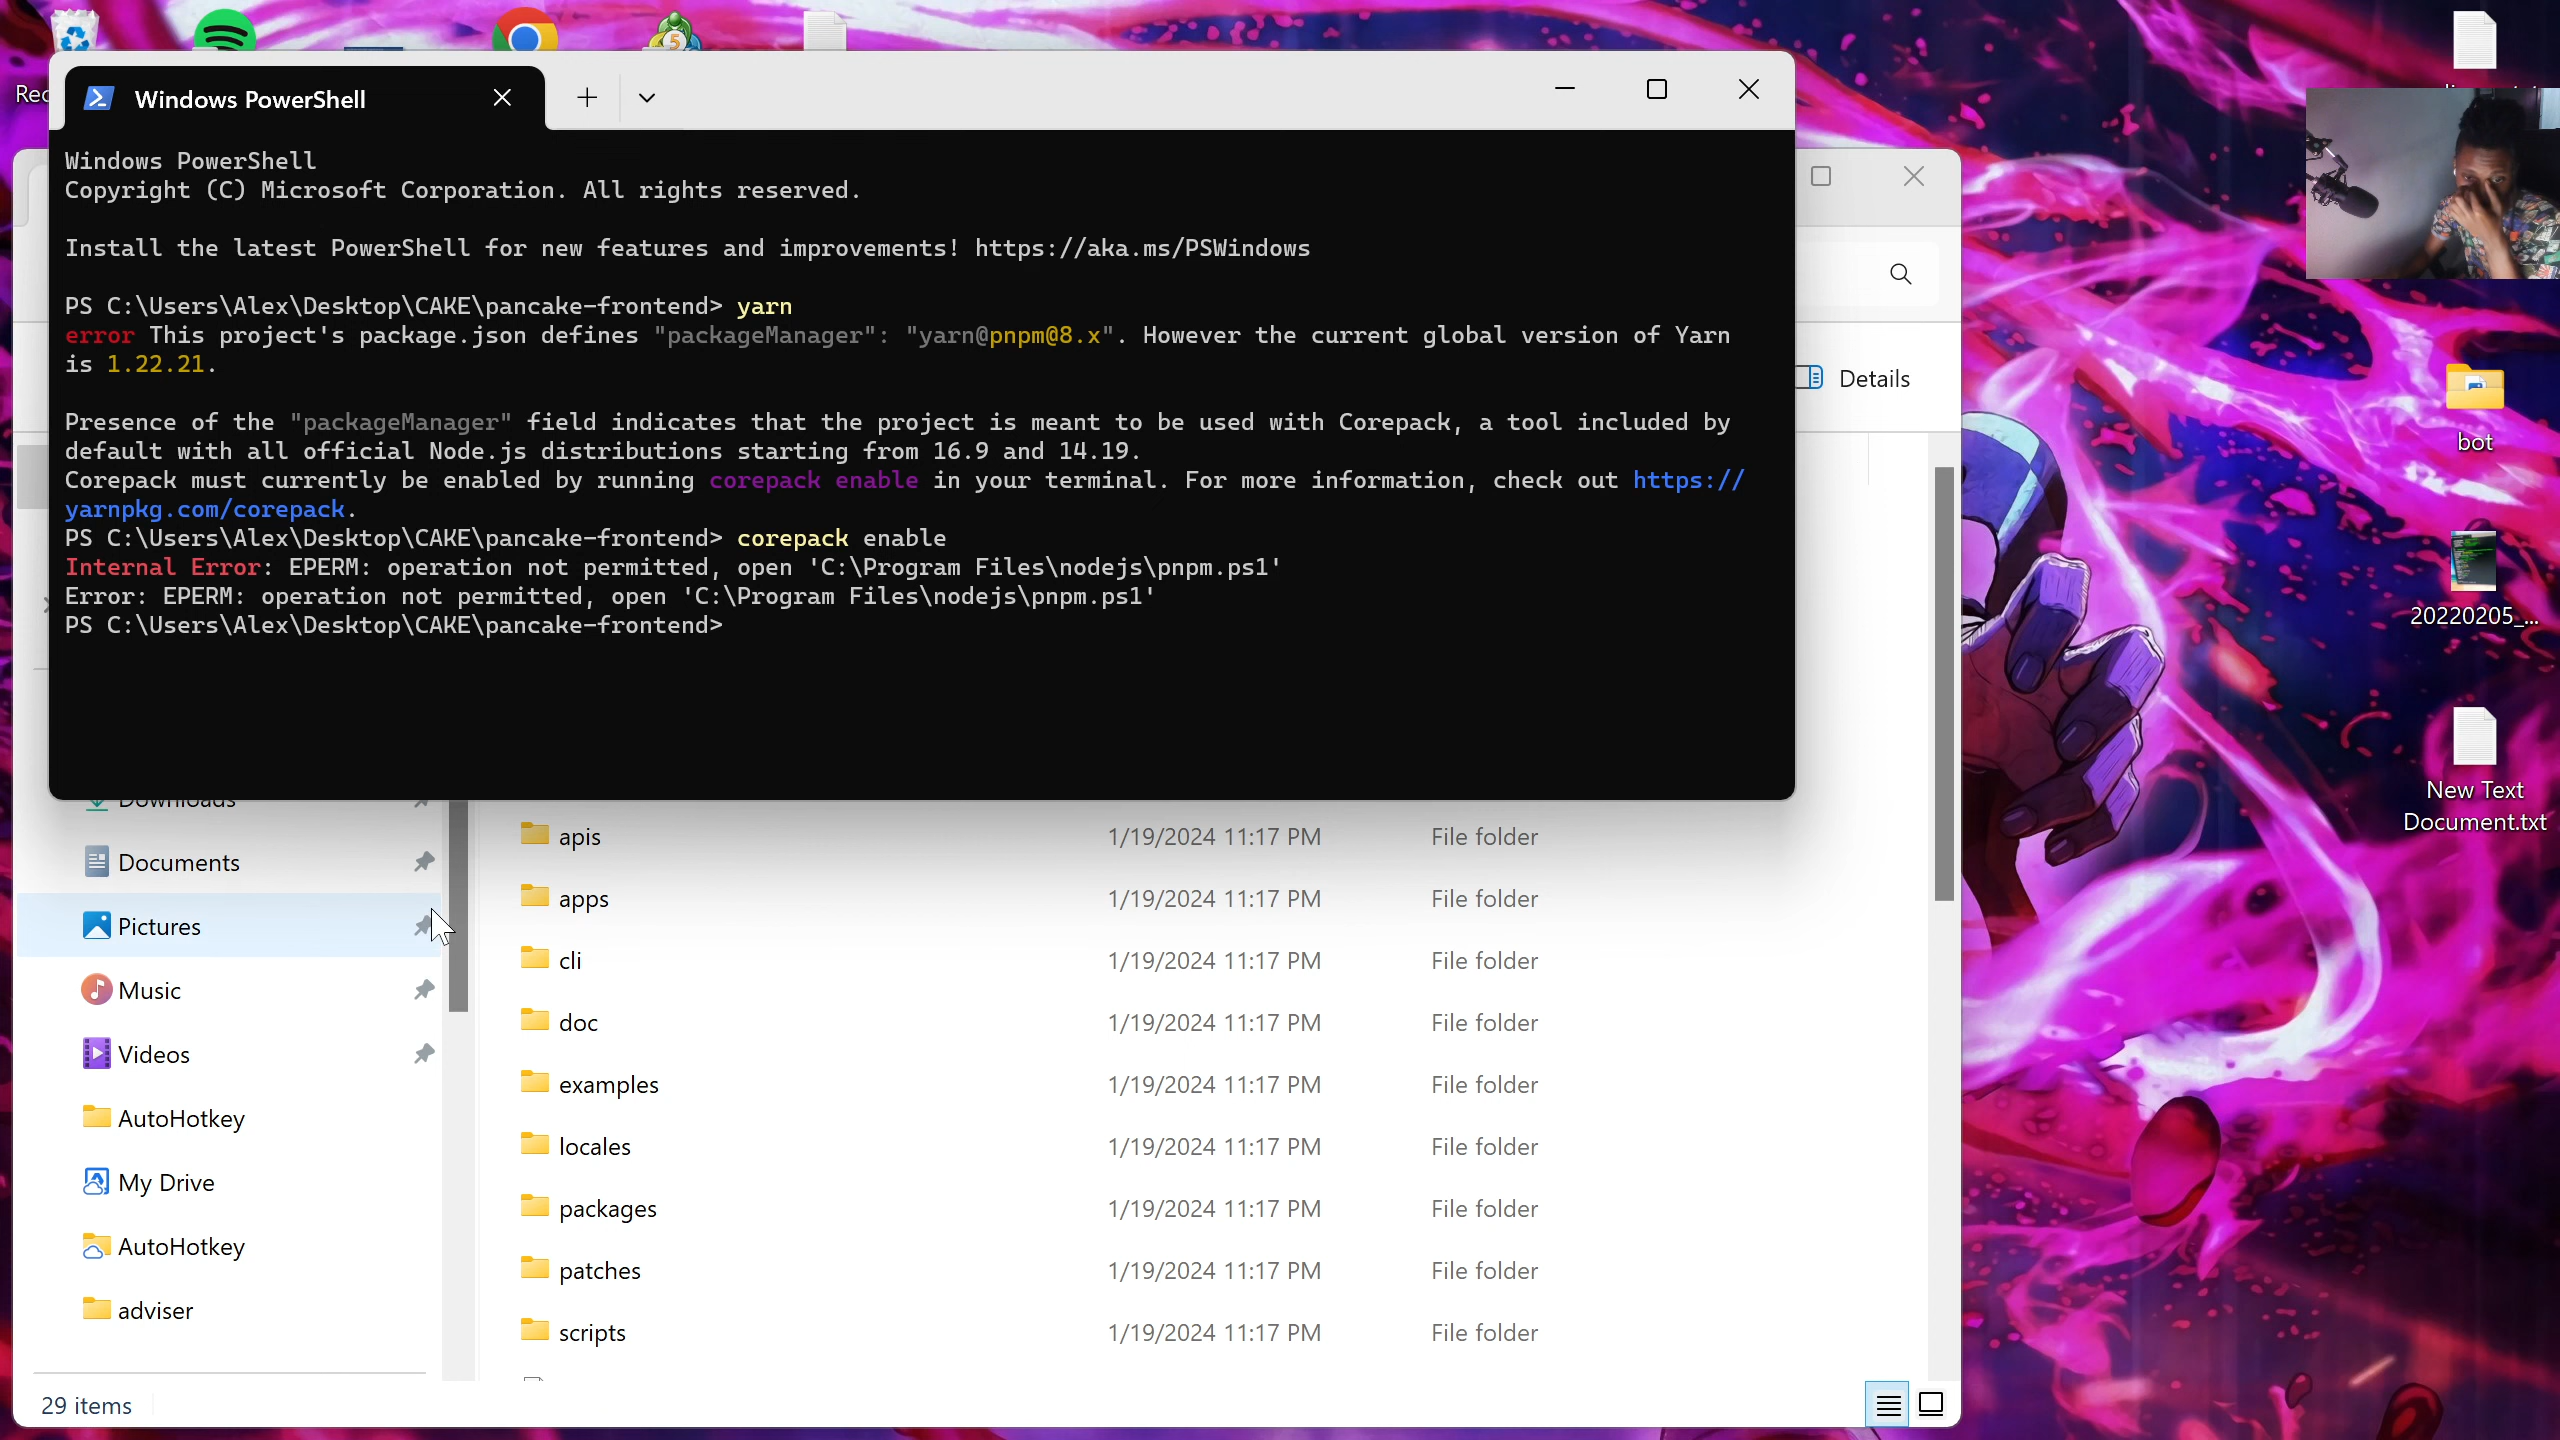 Rec
Windows PowerShell
Windows PowerShell
Copyright (C) Microsoft Corporation. All rights reserved.
Install the latest PowerShell for new features and improvements! https://aka.ms/PSWindows
PS C:\Users\Alex\Desktop\CAKE\pancake-frontend> yarn
error This project's package.json defines "packageManager": "yarn@pnpm@8.x". However the current global version of Yarn
is 1.22.21.
Presence of the "packageManager" field indicates that the project is meant to be used with Corepack, a tool included by
default with all official Node.js distributions starting from 16.9 and 14.19.
Corepack must currently be enabled by running corepack enable in your terminal. For more information, check out https://
yarnpkg.com/corepack.
PS C:\Users\Alex\Desktop\CAKE\pancake-frontend> corepack enable
Internal Error: EPERM: operation not permitted, open 'C:\Program Files\nodejs\pnpm.ps1'
Error: EPERM: operation not permitted, open 'C:\Program Files\nodejs\pnpm.ps1'
PS C:\Users\Alex\Desktop\CAKE\pancake-frontend>
Details
Downloads
Documents
Pictures
Music
Videos
AutoHotkey
My Drive
AutoHotkey
adviser
apis 1/19/2024 11:17 PM File folder
apps 1/19/2024 11:17 PM File folder
cli 1/19/2024 11:17 PM File folder
doc 1/19/2024 11:17 PM File folder
examples 1/19/2024 11:17 PM File folder
locales 1/19/2024 11:17 PM File folder
packages 1/19/2024 11:17 PM File folder
patches 1/19/2024 11:17 PM File folder
scripts 1/19/2024 11:17 PM File folder
29 items
bot
20220205_...
New Text
Document.txt